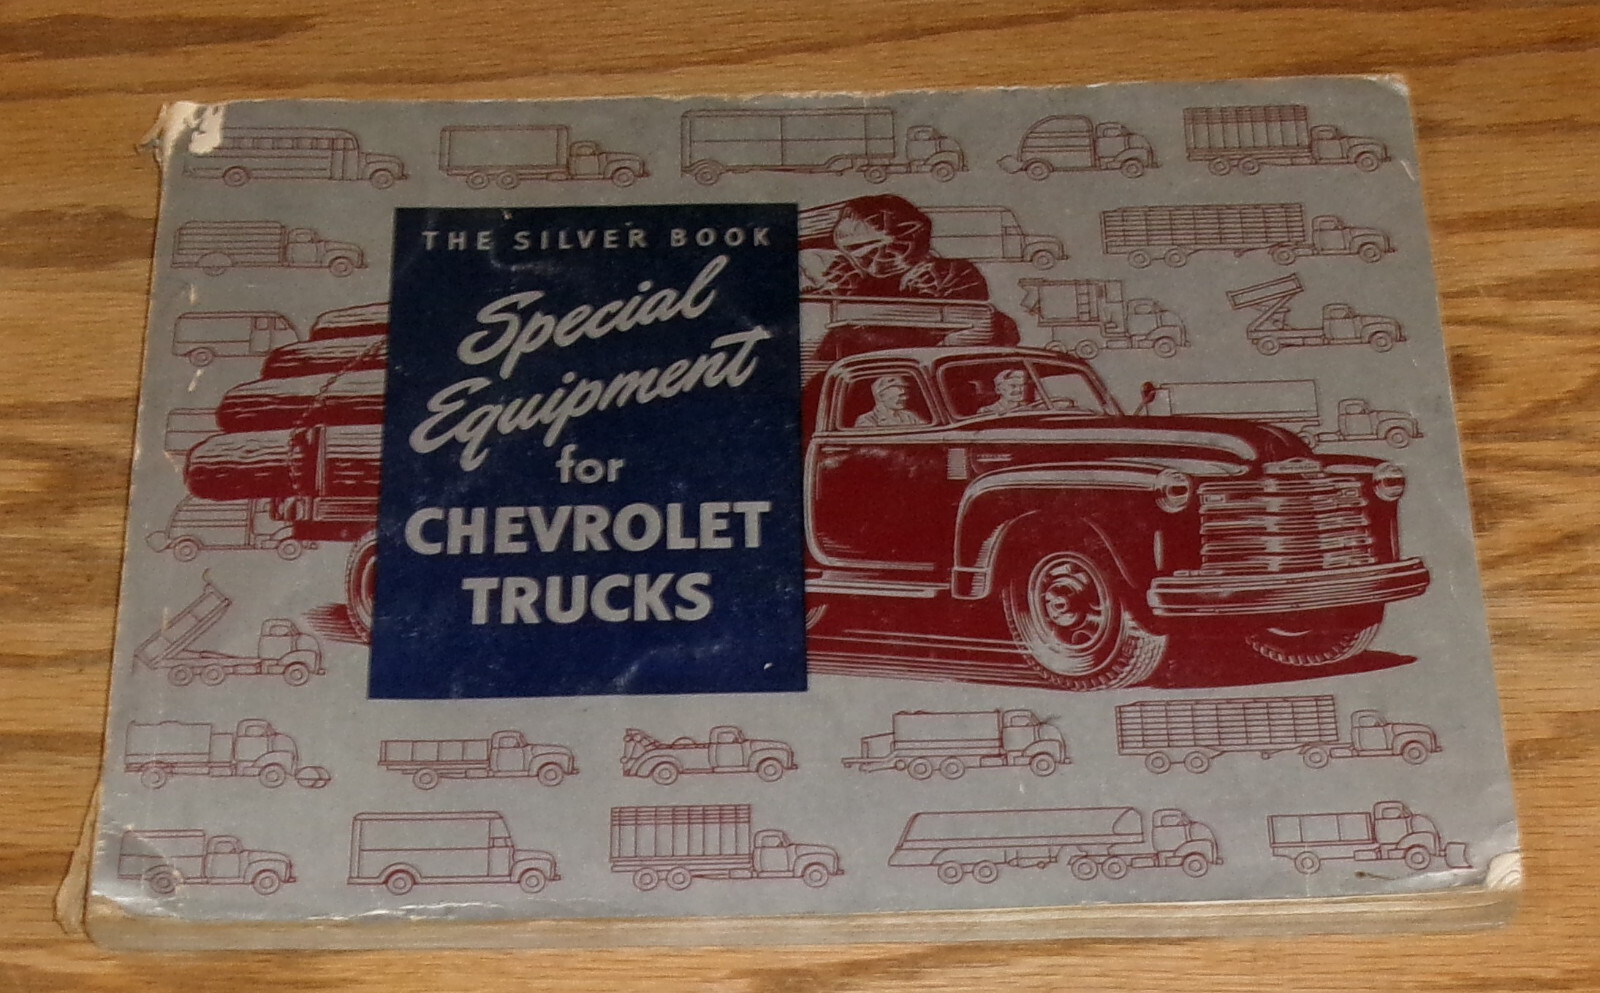 THE SILVER BOOK
Special
Equipment
for
CHEVROLET
TRUCKS